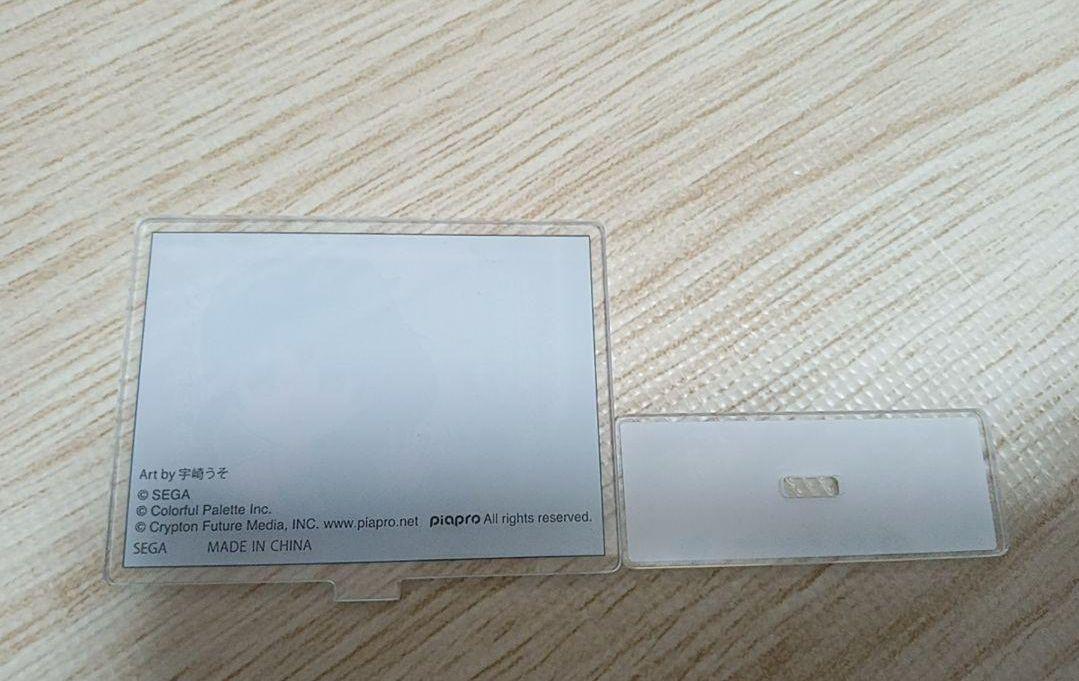 Art by 宇崎うそ
© SEGA
© Colorful Palette Inc.
© Crypton Future Media, INC. www.piapro.net piapro All rights reserved.
SEGA MADE IN CHINA